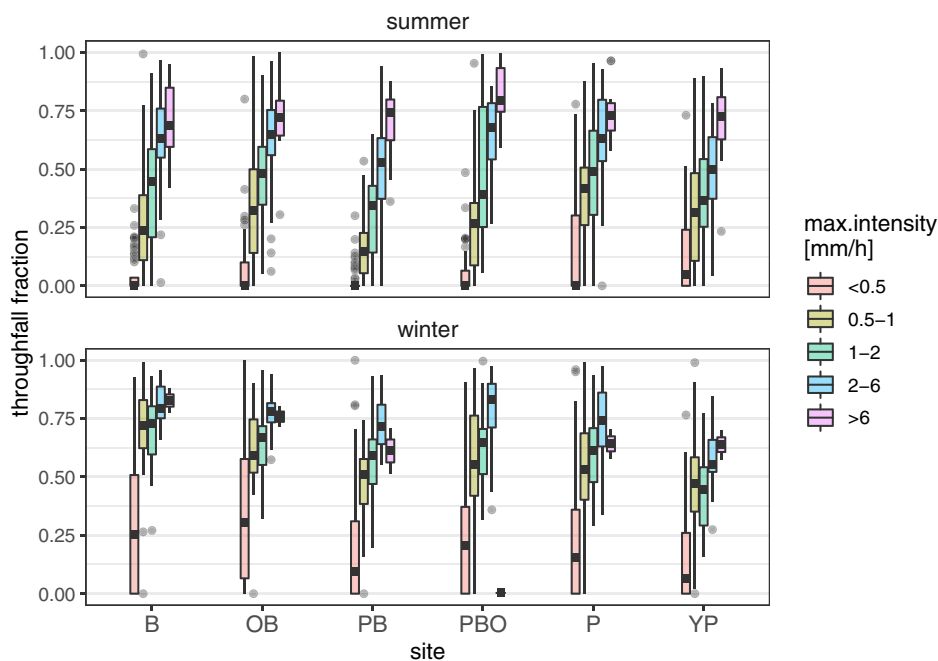 summer
1.00
0.75
0.50
0.25
0.00
winter
1.00
0.75
0.50
0.25
0.00
throughfall fraction
B OB PB PBO P YP
site
max.intensity
[mm/h]
<0.5
0.5−1
1−2
2−6
>6